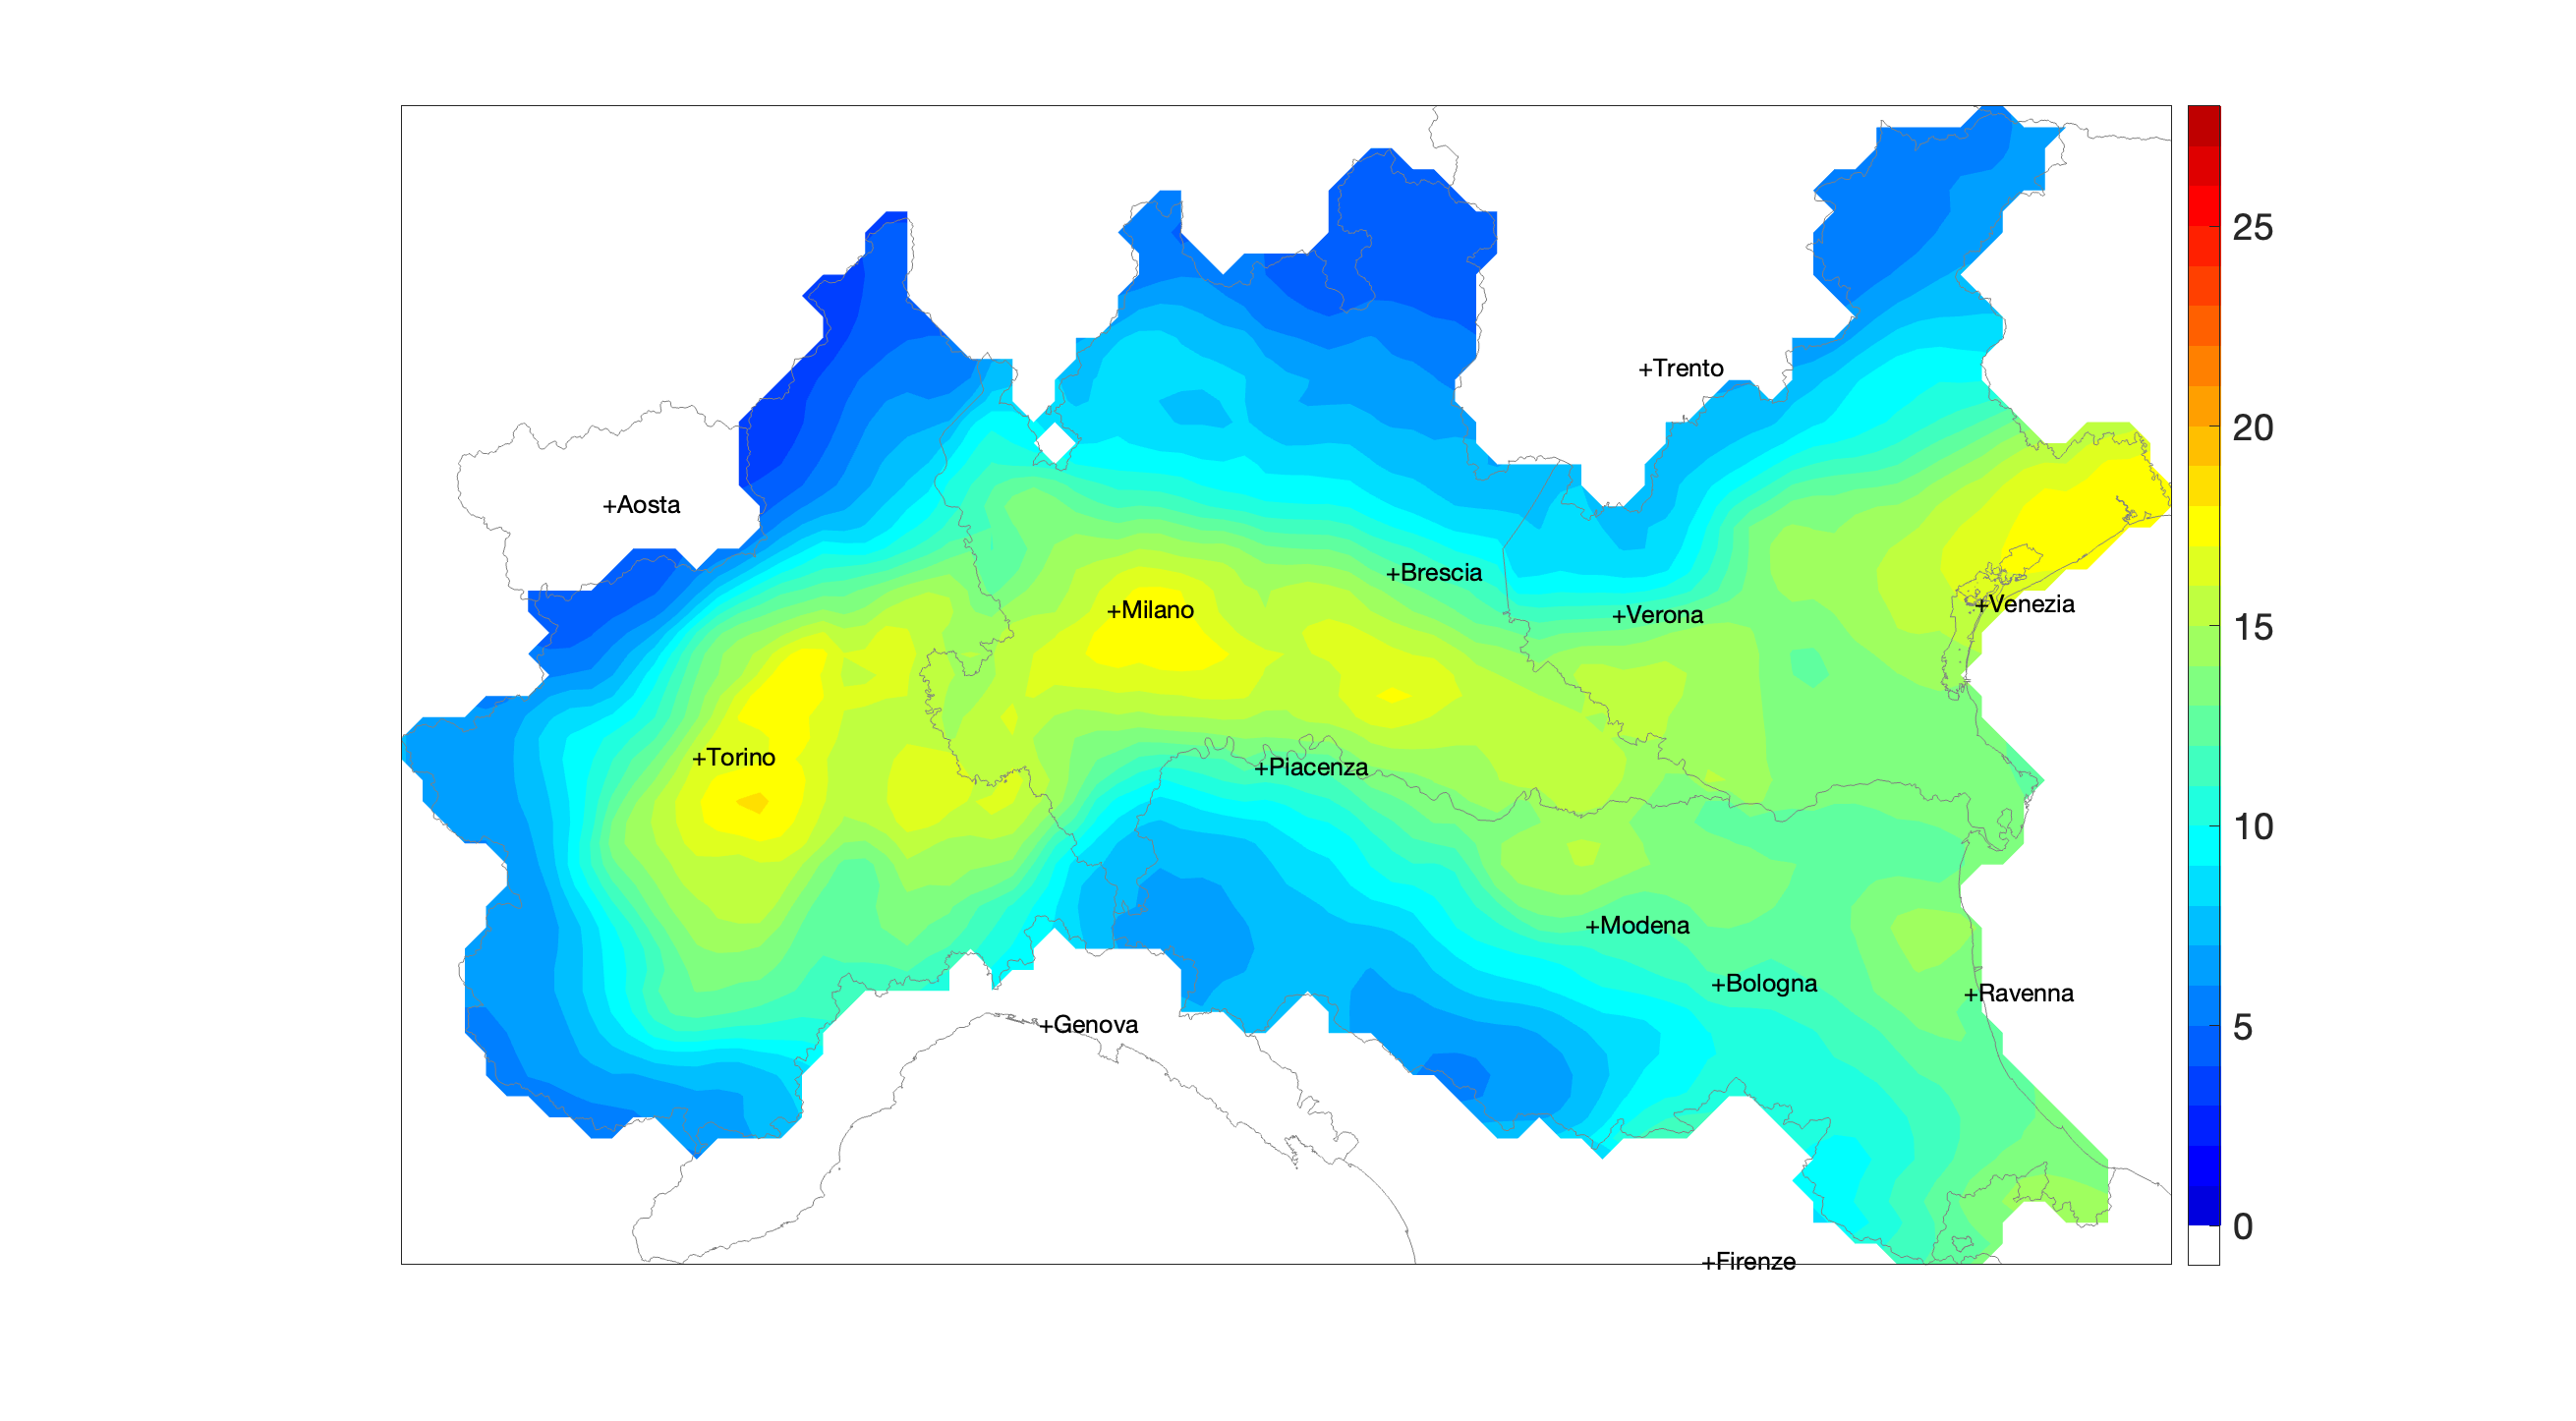 25
+Trento
20
+Aosta
+Brescia
+Milano
+Verona
+Venezia
15
+Torino
+Piacenza
10
+Modena
+Bologna
+Ravenna
+Genova
5
0
+Firenze